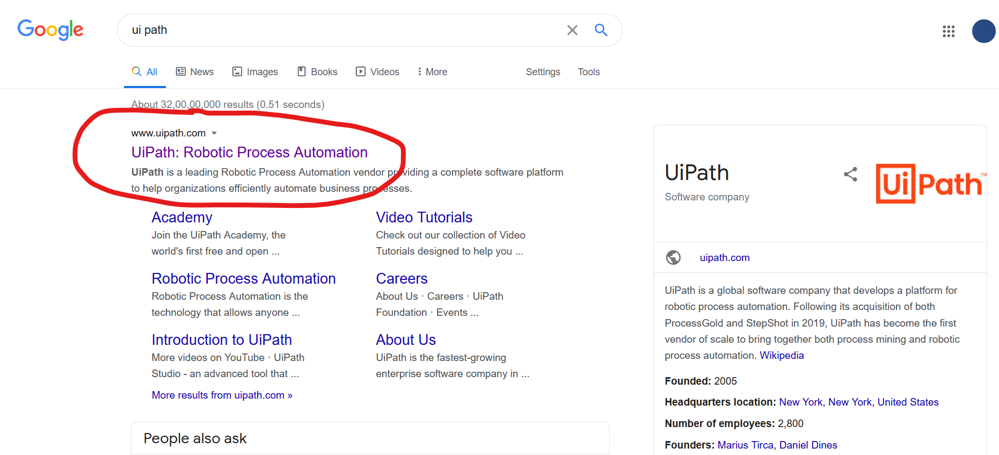 Google
ui path
All News Images Books Videos More Settings Tools
About 32,00,00,000 results (0.51 seconds)
www.uipath.com
UiPath: Robotic Process Automation
UiPath is a leading Robotic Process Automation vendor providing a complete software platform
to help organizations efficiently automate business processes.
Academy
Join the UiPath Academy, the
world's first free and open ...
Video Tutorials
Check out our collection of Video
Tutorials designed to help you ...
Robotic Process Automation
Robotic Process Automation is the
technology that allows anyone ...
Careers
About Us · Careers · UiPath
Foundation · Events ...
Introduction to UiPath
More videos on YouTube · UiPath
Studio - an advanced tool that ...
About Us
UiPath is the fastest-growing
enterprise software company in ...
More results from uipath.com »
People also ask
UiPath
Software company
UiPath™
uipath.com
UiPath is a global software company that develops a platform for
robotic process automation. Following its acquisition of both
ProcessGold and StepShot in 2019, UiPath has become the first
vendor of scale to bring together both process mining and robotic
process automation. Wikipedia
Founded: 2005
Headquarters location: New York, New York, United States
Number of employees: 2,800
Founders: Marius Tirca, Daniel Dines